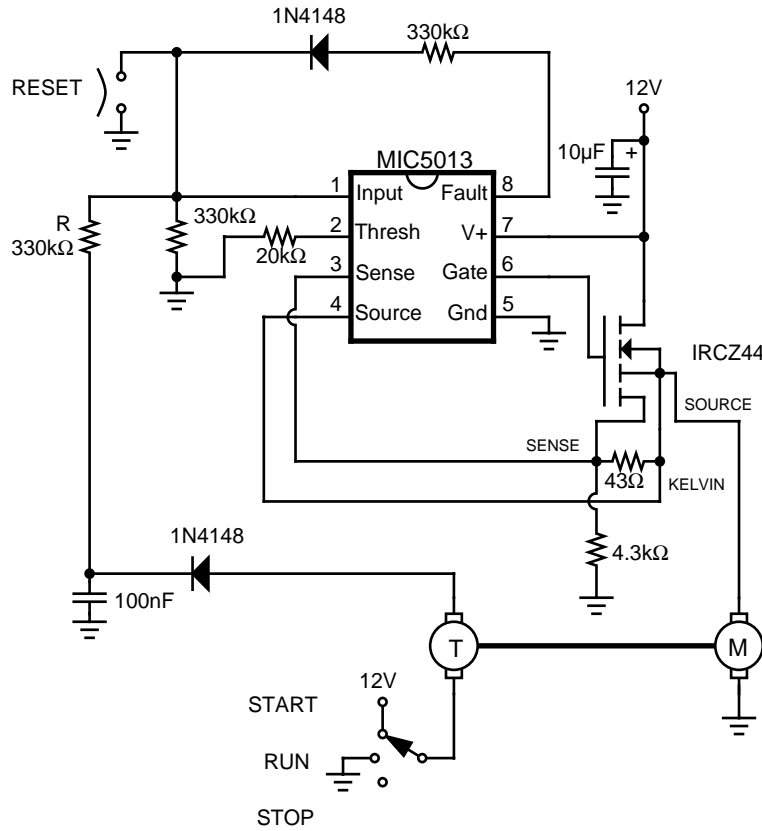 1N4148
330kΩ
RESET
12V
10µF +
MIC5013
R
330kΩ
330kΩ
20kΩ
1 Input Fault 8
2 Thresh V+ 7
3 Sense Gate 6
4 Source Gnd 5
IRCZ44
SOURCE
SENSE
43Ω
KELVIN
1N4148
4.3kΩ
100nF
T
M
12V
START
RUN
STOP